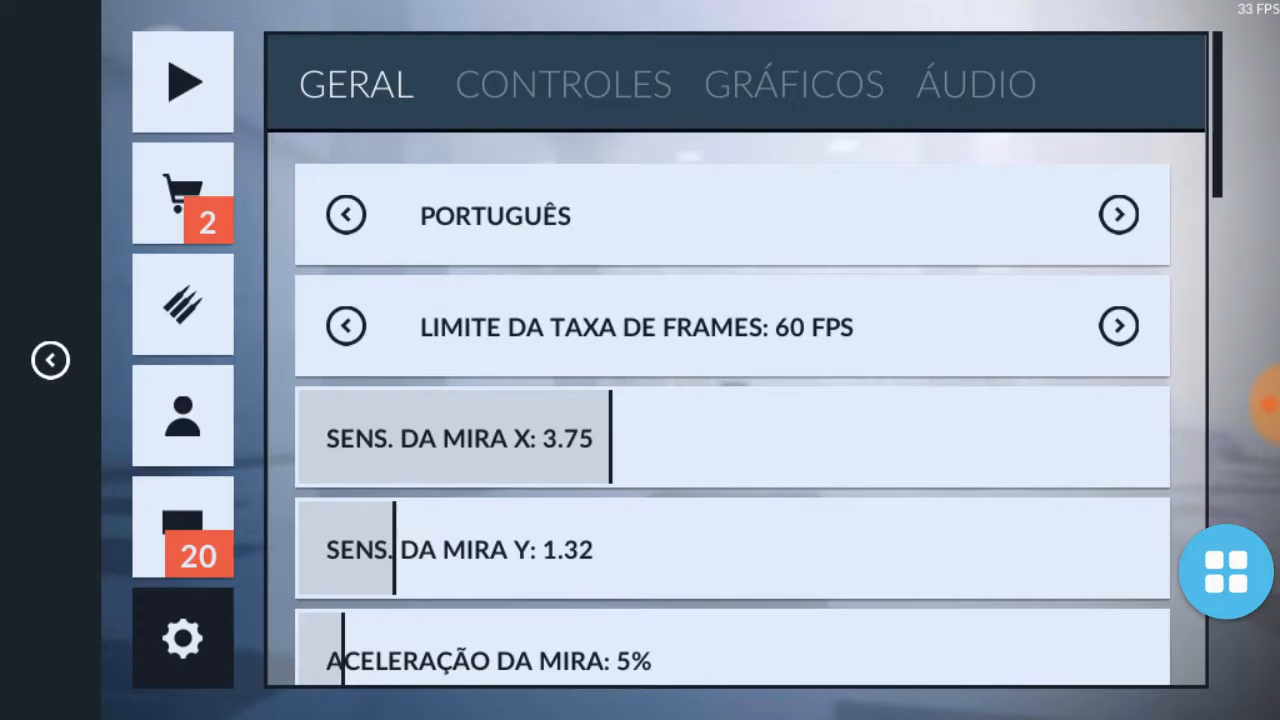 33 FPS
GERAL CONTROLES GRÁFICOS ÁUDIO
PORTUGUÊS
2
LIMITE DA TAXA DE FRAMES: 60 FPS
SENS. DA MIRA X: 3.75
SENS. DA MIRA Y: 1.32
20
ACELERAÇÃO DA MIRA: 5%